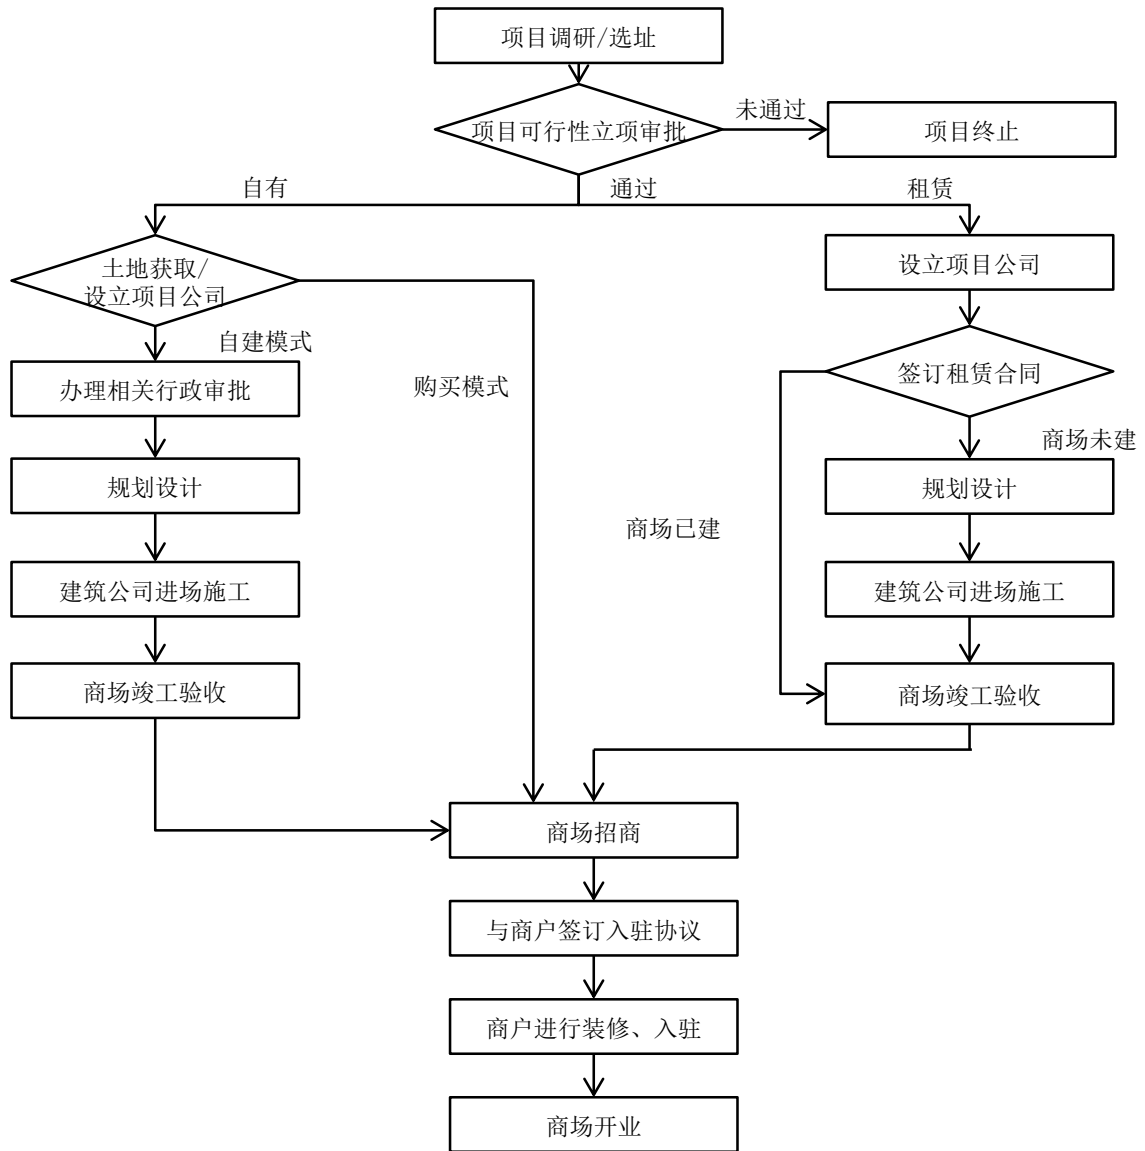 项目调研/选址
未通过
项目可行性立项审批
项目终止
自有
通过
租赁
土地获取/
设立项目公司
设立项目公司
自建模式
办理相关行政审批
购买模式
签订租赁合同
商场未建
规划设计
规划设计
商场已建
建筑公司进场施工
建筑公司进场施工
商场竣工验收
商场竣工验收
商场招商
与商户签订入驻协议
商户进行装修、入驻
商场开业